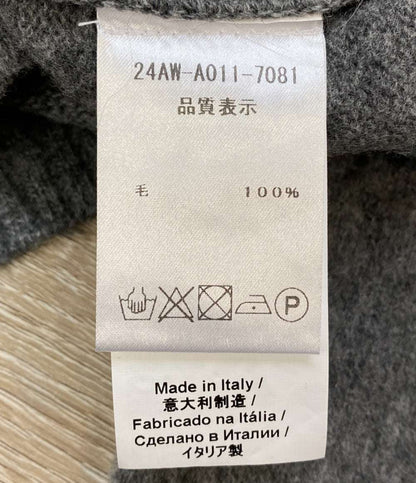 24AW-A011-7081
品質表示
毛 100%
P
Made in Italy /
意大利制造 /
Fabricado na Itália /
Сделано в Италии /
イタリア製